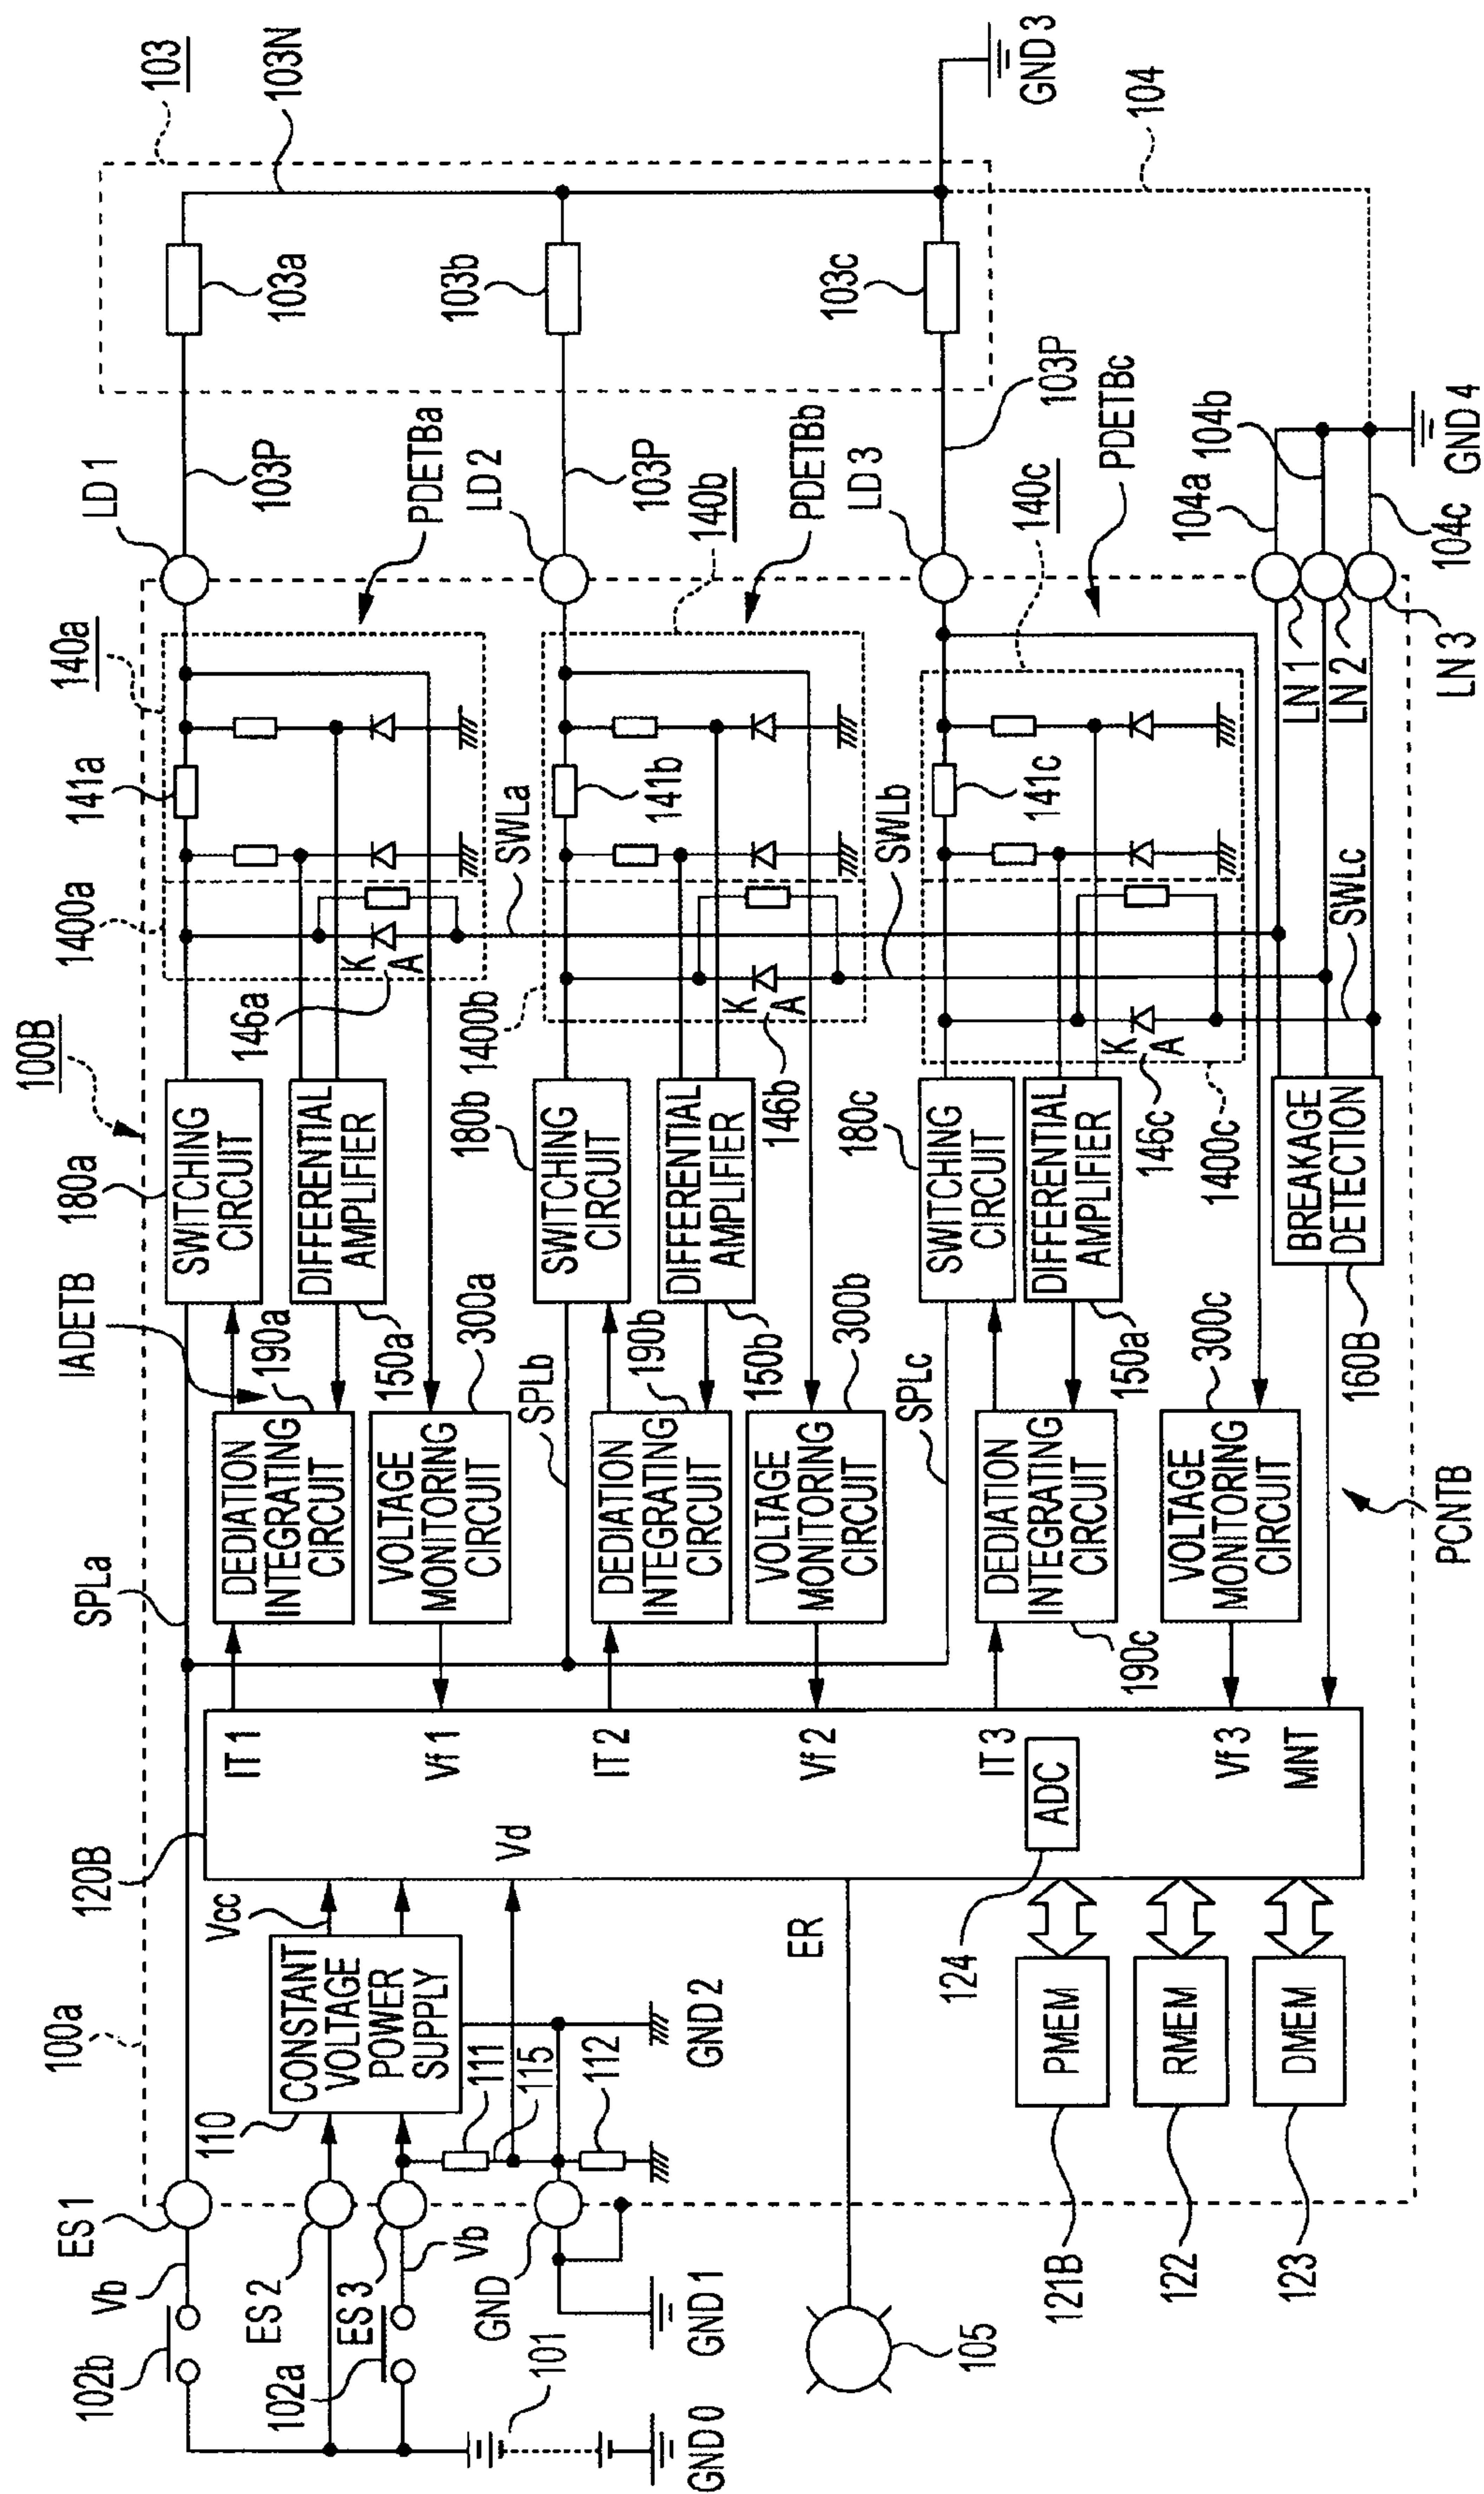 100B
100a
102b
Vb
ES 1
SPLa
IADETB
180a
SWITCHING
CIRCUIT
1400a
141a
140a
LD 1
103P
103
103N
103a
102a
ES 2
ES 3
Vb
110
CONSTANT
VOLTAGE
POWER
SUPPLY
Vcc
120B
IT 1
DEDIATION
INTEGRATING
CIRCUIT
190a
DIFFERENTIAL
AMPLIFIER
150a
146a
K
A
SWLa
PDETBa
Vf 1
VOLTAGE
MONITORING
CIRCUIT
300a
101
GND 0
GND
GND 1
111
115
112
GND 2
Vd
SPLb
180b
SWITCHING
CIRCUIT
1400b
141b
140b
LD 2
103P
103b
IT 2
DEDIATION
INTEGRATING
CIRCUIT
190b
DIFFERENTIAL
AMPLIFIER
150b
146b
K
A
SWLb
PDETBb
Vf 2
VOLTAGE
MONITORING
CIRCUIT
300b
105
ER
SPLc
180c
SWITCHING
CIRCUIT
1400c
141c
140c
LD 3
103P
103c
GND 3
124
ADC
IT 3
DEDIATION
INTEGRATING
CIRCUIT
190c
DIFFERENTIAL
AMPLIFIER
150a
146c
K
A
SWLc
PDETBc
104
Vf 3
VOLTAGE
MONITORING
CIRCUIT
300c
121B
PMEM
122
RMEM
123
DMEM
MNT
BREAKAGE
DETECTION
160B
LN 1
LN 2
LN 3
104a
104b
104c
GND 4
PCNTB